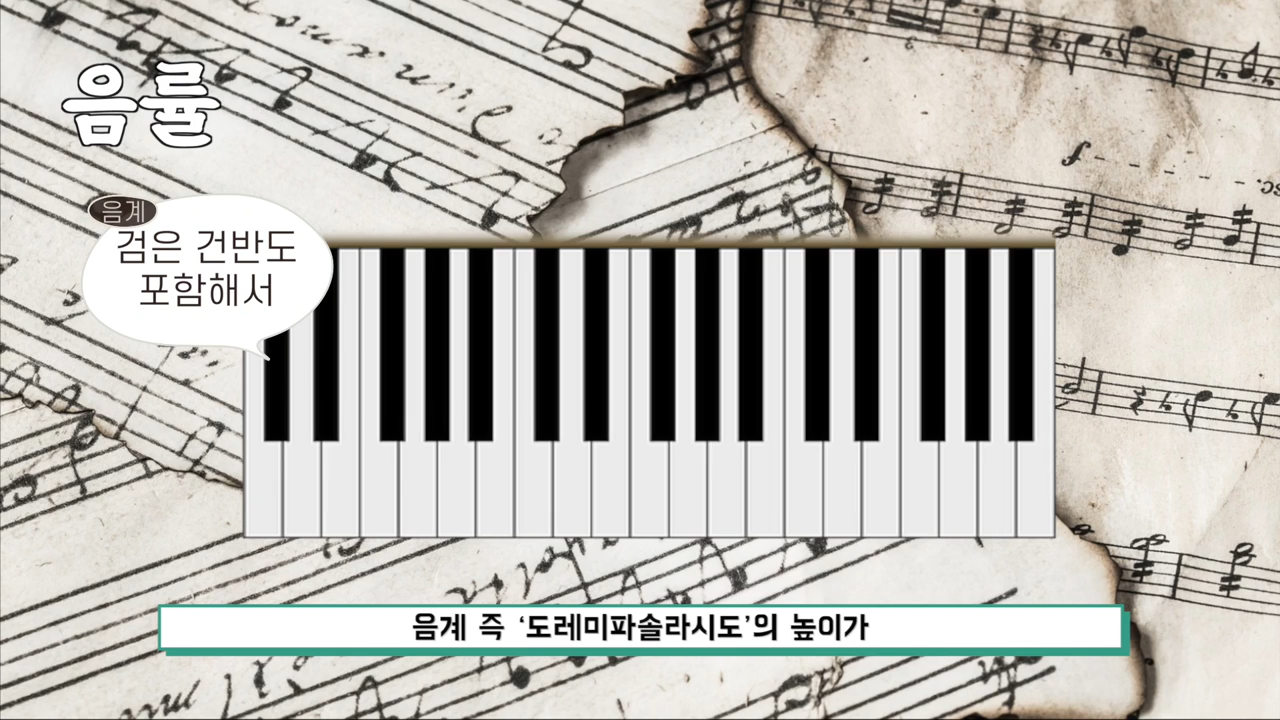 음률
음계
검은 건반도
포함해서
음계 즉 ‘도레미파솔라시도’의 높이가